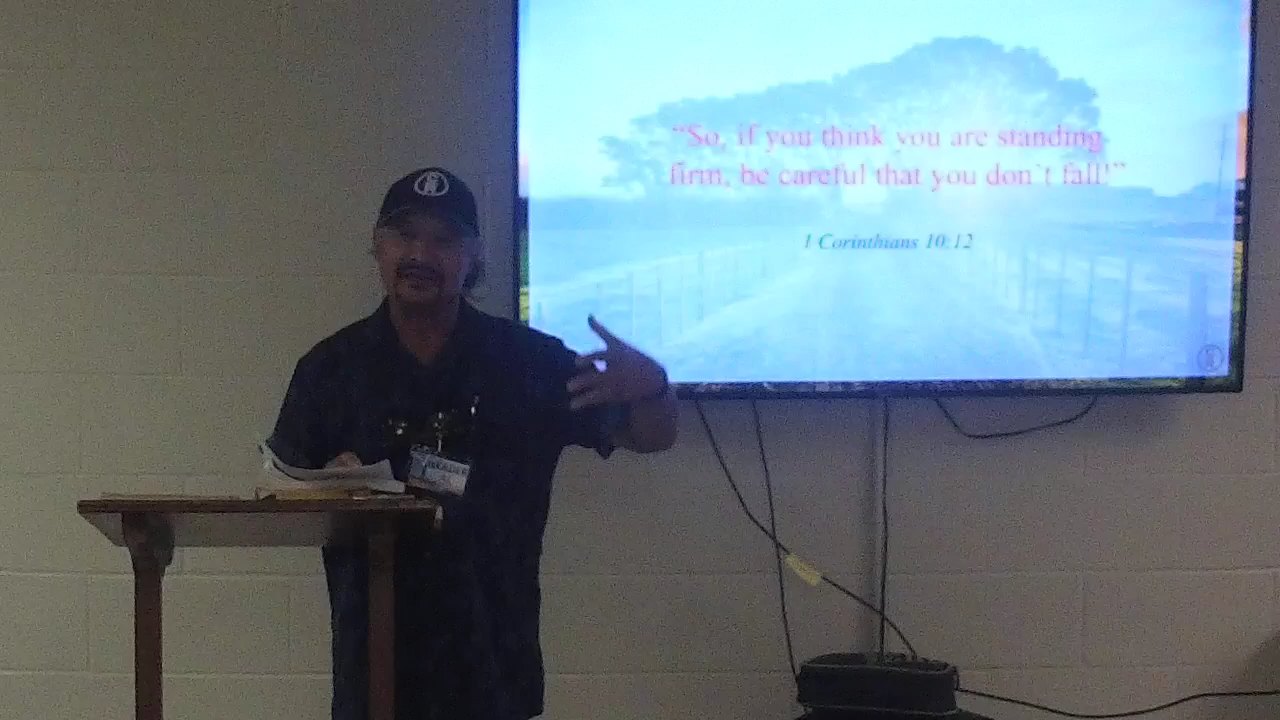 “So, if you think you are standing
firm, be careful that you don't fall!”
1 Corinthians 10:12